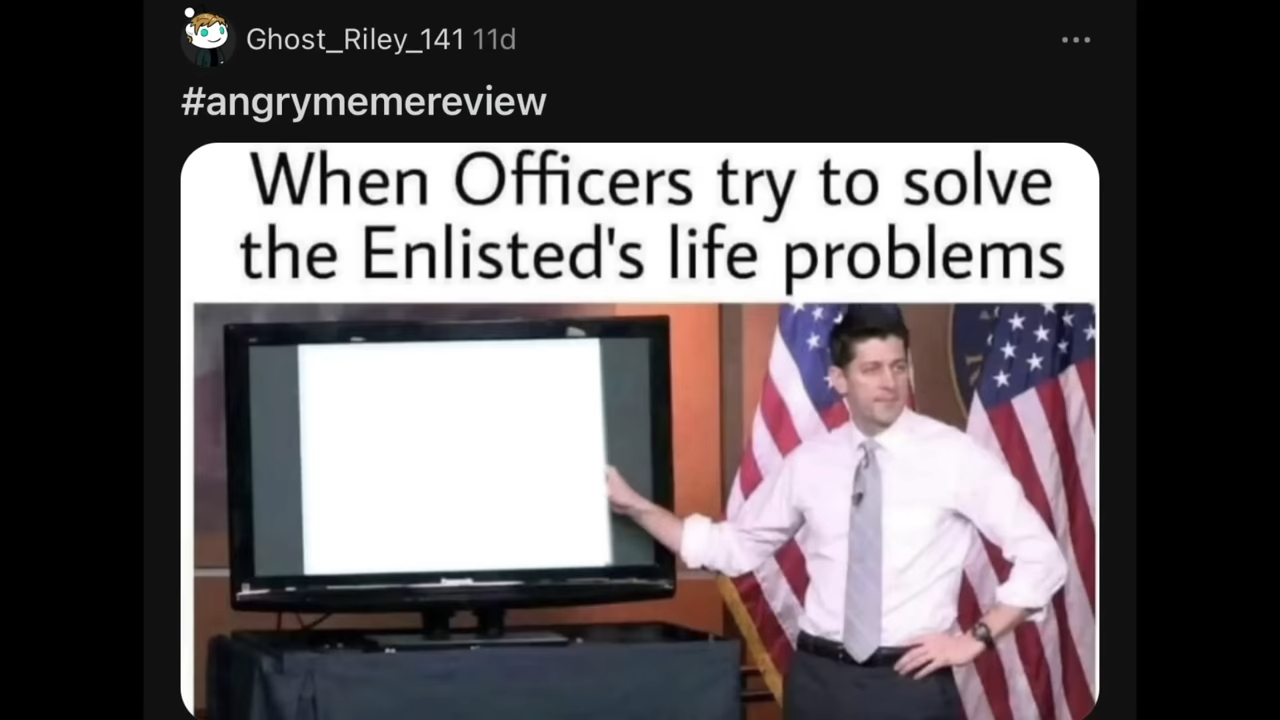 Ghost_Riley_141 11d
#angrymemereview
When Officers try to solve
the Enlisted's life problems